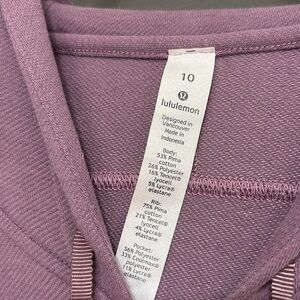 10
lululemon
Designed in
Vancouver
Made in
Indonesia
Body:
53% Pima
cotton
26% Polyester
16% Tencel®
lyocell
5% Lycra®
elastane
Rib:
75% Pima
cotton
21% Tencel®
lyocell
4% Lycra®
elastane
Pocket:
56% Polyester
33% Coolmax®
polyester
11% Lycra®
elastane